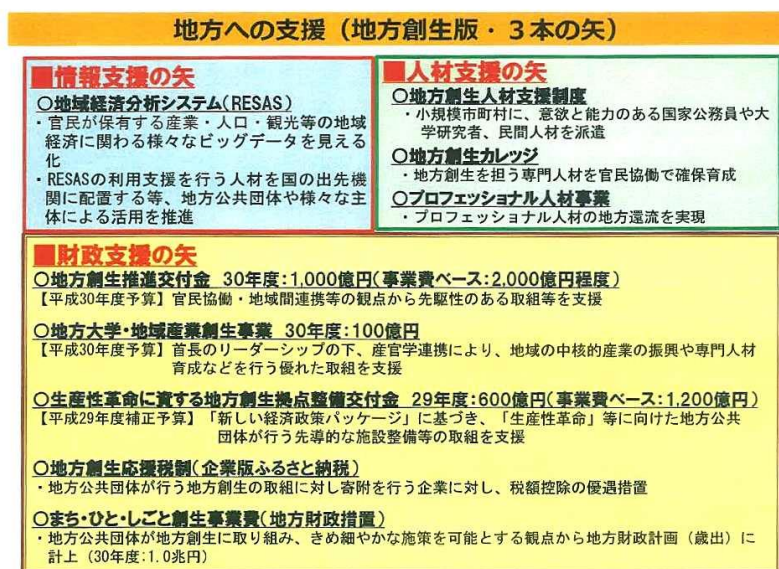 地方への支援（地方創生版・３本の矢）
■情報支援の矢
○地域経済分析システム(RESAS)
・官民が保有する産業・人口・観光等の地域
経済に関わる様々なビッグデータを見える
化
・RESASの利用支援を行う人材を国の出先機
関に配置する等、地方公共団体や様々な主
体による活用を推進
■人材支援の矢
○地方創生人材支援制度
・小規模市町村に、意欲と能力のある国家公務員や大
学研究者、民間人材を派遣
○地方創生カレッジ
・地方創生を担う専門人材を官民協働で確保育成
○プロフェッショナル人材事業
・プロフェッショナル人材の地方還流を実現
■財政支援の矢
○地方創生推進交付金 30年度:1,000億円(事業費ベース:2,000億円程度)
【平成30年度予算】官民協働・地域間連携等の観点から先駆性のある取組等を支援
○地方大学・地域産業創生事業 30年度:100億円
【平成30年度予算】首長のリーダーシップの下、産官学連携により、地域の中核的産業の振興や専門人材
育成などを行う優れた取組を支援
○生産性革命に資する地方創生拠点整備交付金 29年度:600億円(事業費ベース:1,200億円)
【平成29年度補正予算】「新しい経済政策パッケージ」に基づき、「生産性革命」等に向けた地方公共
団体が行う先導的な施設整備等の取組を支援
○地方創生応援税制(企業版ふるさと納税)
・地方公共団体が行う地方創生の取組に対し寄附を行う企業に対し、税額控除の優遇措置
○まち・ひと・しごと創生事業費(地方財政措置)
・地方公共団体が地方創生に取り組み、きめ細やかな施策を可能とする観点から地方財政計画（歳出）に
計上（30年度:1.0兆円）